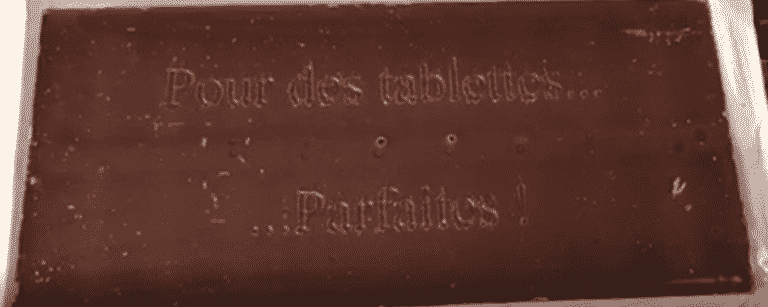 Pour des tablettes...
...Parfaites !